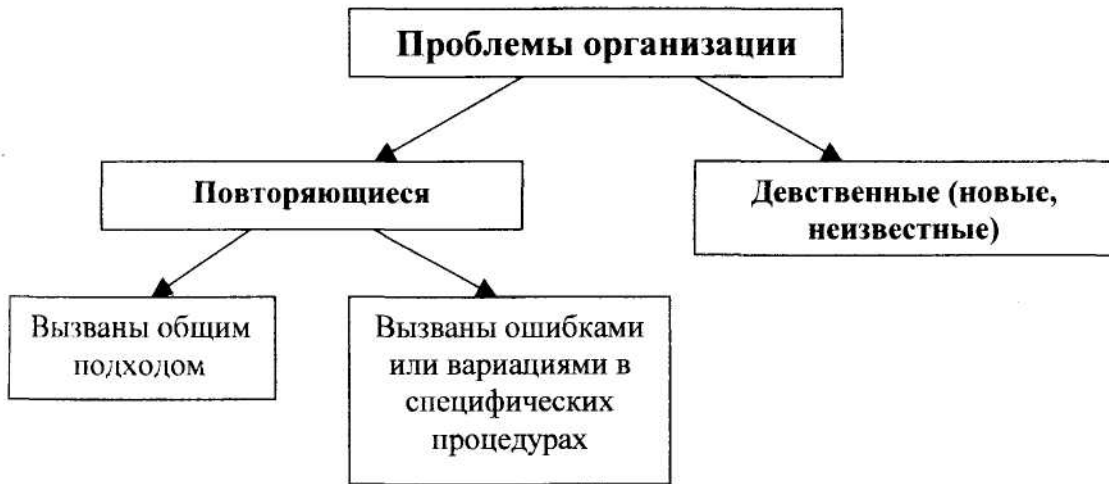 Проблемы организации
Повторяющиеся
Девственные (новые,
неизвестные)
Вызваны общим
подходом
Вызваны ошибками
или вариациями в
специфических
процедурах